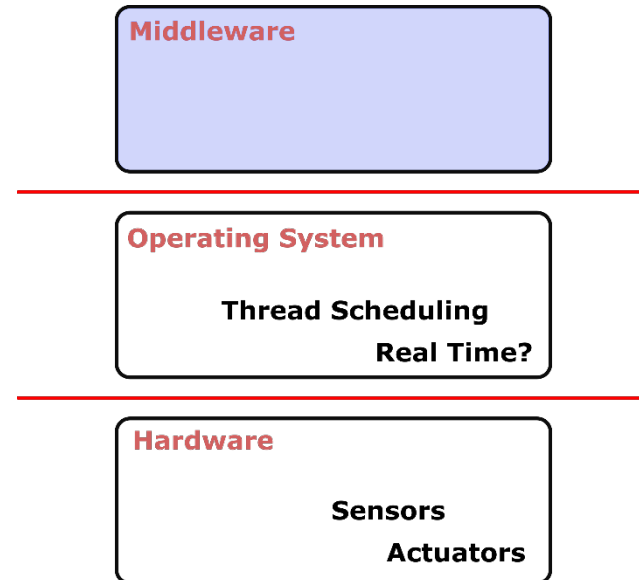 Middleware
Operating System
Thread Scheduling
Real Time?
Hardware
Sensors
Actuators